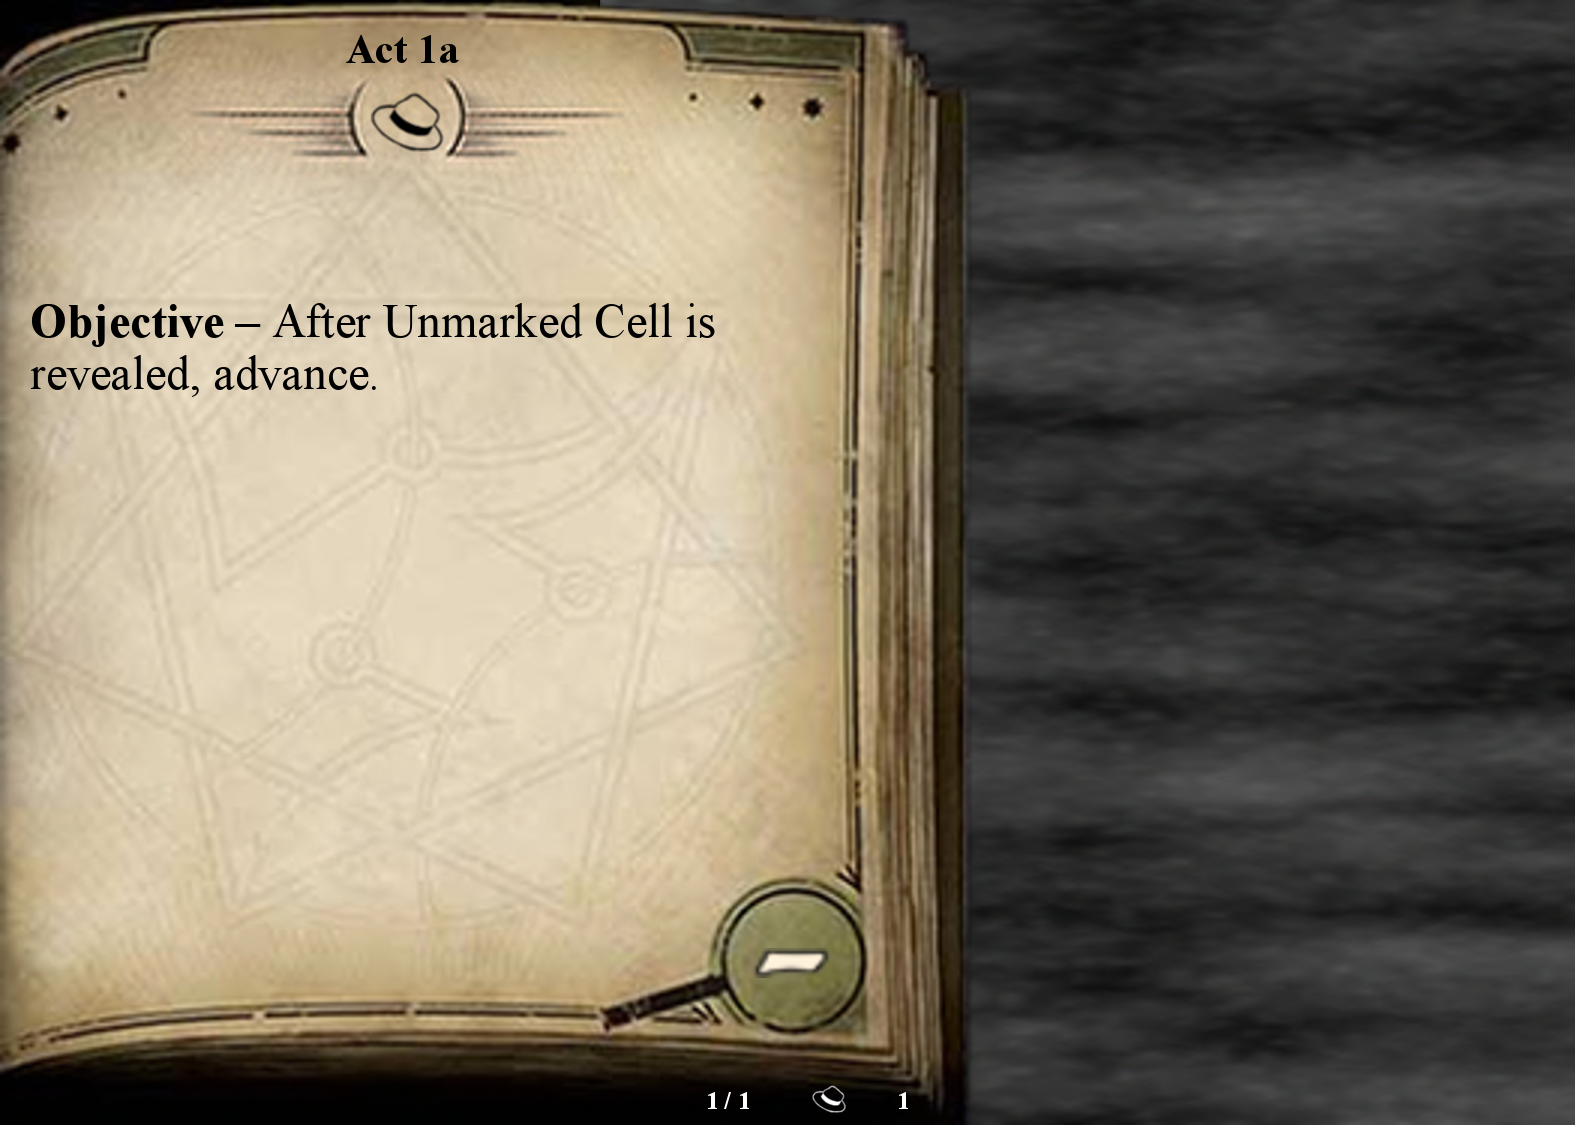 Act 1a
Objective – After Unmarked Cell is
revealed, advance.
–
1 / 1 1